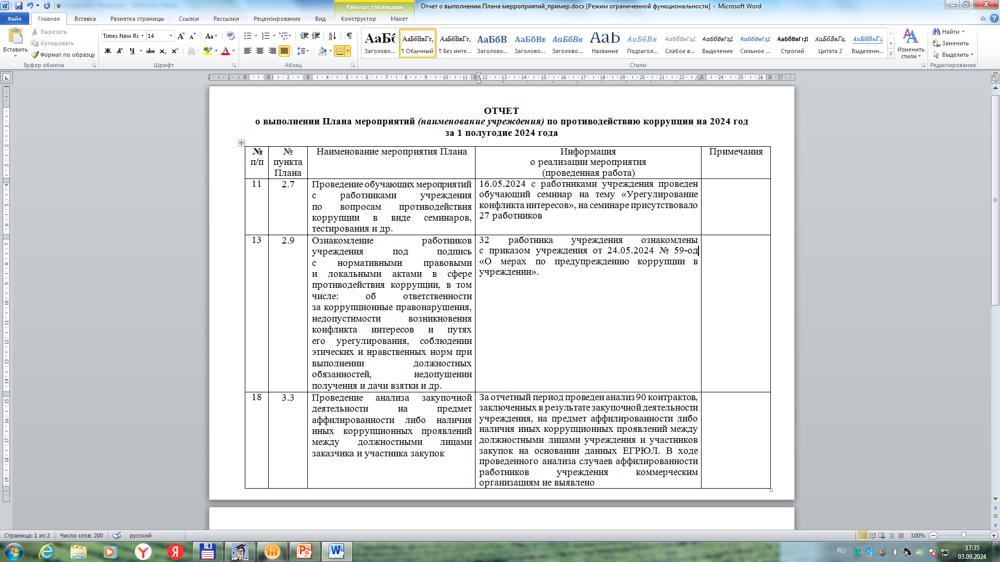 Работа с таблицами
Отчет о выполнении Плана мерроприятий_пример.docx [Режим ограниченной функциональности] - Microsoft Word
Файл Главная Вставка Разметка страницы Ссылки Рассылки Рецензирование Вид Конструктор Макет
Вставить
Вырезать
Копировать
Формат по образцу
Буфер обмена
Times New Rc 14
Шрифт
Абзац
АаБб АаБбВвГг, АаБбВвГг, АаБбВ АаБбВв АаБбВв АаБ АаБбВв АаБбВвГгД АаБбВвГгД АаБбВвГгД АаБбВвГгД АаБбВвГг, АаБбВвГг,
Заголово... ¶ Обычный ¶ Без инте... Заголово... Заголово... Заголово... Название Подзагол... Слабое в... Выделение Сильное ... Строгий Цитата 2 Выделенн...
Стили
Изменить стили
Найти
Заменить
Выделить
Редактирование
ОТЧЕТ
о выполнении Плана мероприятий (наименование учреждения) по противодействию коррупции на 2024 год
за 1 полугодие 2024 года
№
п/п
№
пункта
Плана
Наименование мероприятия Плана
Информация
о реализации мероприятия
(проведенная работа)
Примечания
11
2.7
Проведение обучающих мероприятий
с работниками учреждения
по вопросам противодействия
коррупции в виде семинаров,
тестирования и др.
16.05.2024 с работниками учреждения проведен
обучающий семинар на тему «Урегулирование
конфликта интересов», на семинаре присутствовало
27 работников
13
2.9
Ознакомление работников
учреждения под подпись
с нормативными правовыми
и локальными актами в сфере
противодействия коррупции, в том
числе: об ответственности
за коррупционные правонарушения,
недопустимости возникновения
конфликта интересов и путях
его урегулирования, соблюдении
этических и нравственных норм при
выполнении должностных
обязанностей, недопущении
получения и дачи взятки и др.
32 работника учреждения ознакомлены
с приказом учреждения от 24.05.2024 № 59-од
«О мерах по предупреждению коррупции в
учреждении».
18
3.3
Проведение анализа закупочной
деятельности на предмет
аффилированности либо наличия
иных коррупционных проявлений
между должностными лицами
заказчика и участника закупок
За отчетный период проведен анализ 90 контрактов,
заключенных в результате закупочной деятельности
учреждения, на предмет аффилированности либо
наличия иных коррупционных проявлений между
должностными лицами учреждения и участников
закупок на основании данных ЕГРЮЛ. В ходе
проведенного анализа случаев аффилированности
работников учреждения коммерческим
организациям не выявлено
Страница: 1 из 2 Число слов: 200 русский 100%
RU
17:35
03.09.2024